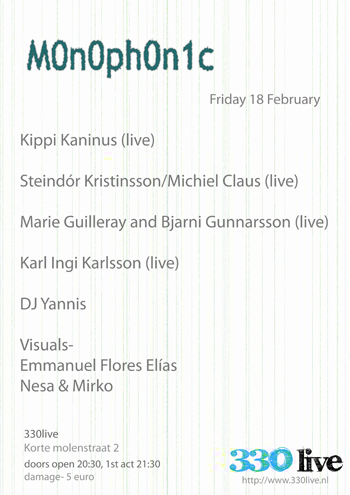 M0n0ph0n1c
Friday 18 February
Kippi Kaninus (live)
Steindór Kristinsson/Michiel Claus (live)
Marie Guilleray and Bjarni Gunnarsson (live)
Karl Ingi Karlsson (live)
DJ Yannis
Visuals-
Emmanuel Flores Elías
Nesa & Mirko
330live
Korte molenstraat 2
doors open 20:30, 1st act 21:30
damage- 5 euro
330 live
http://www.330live.nl